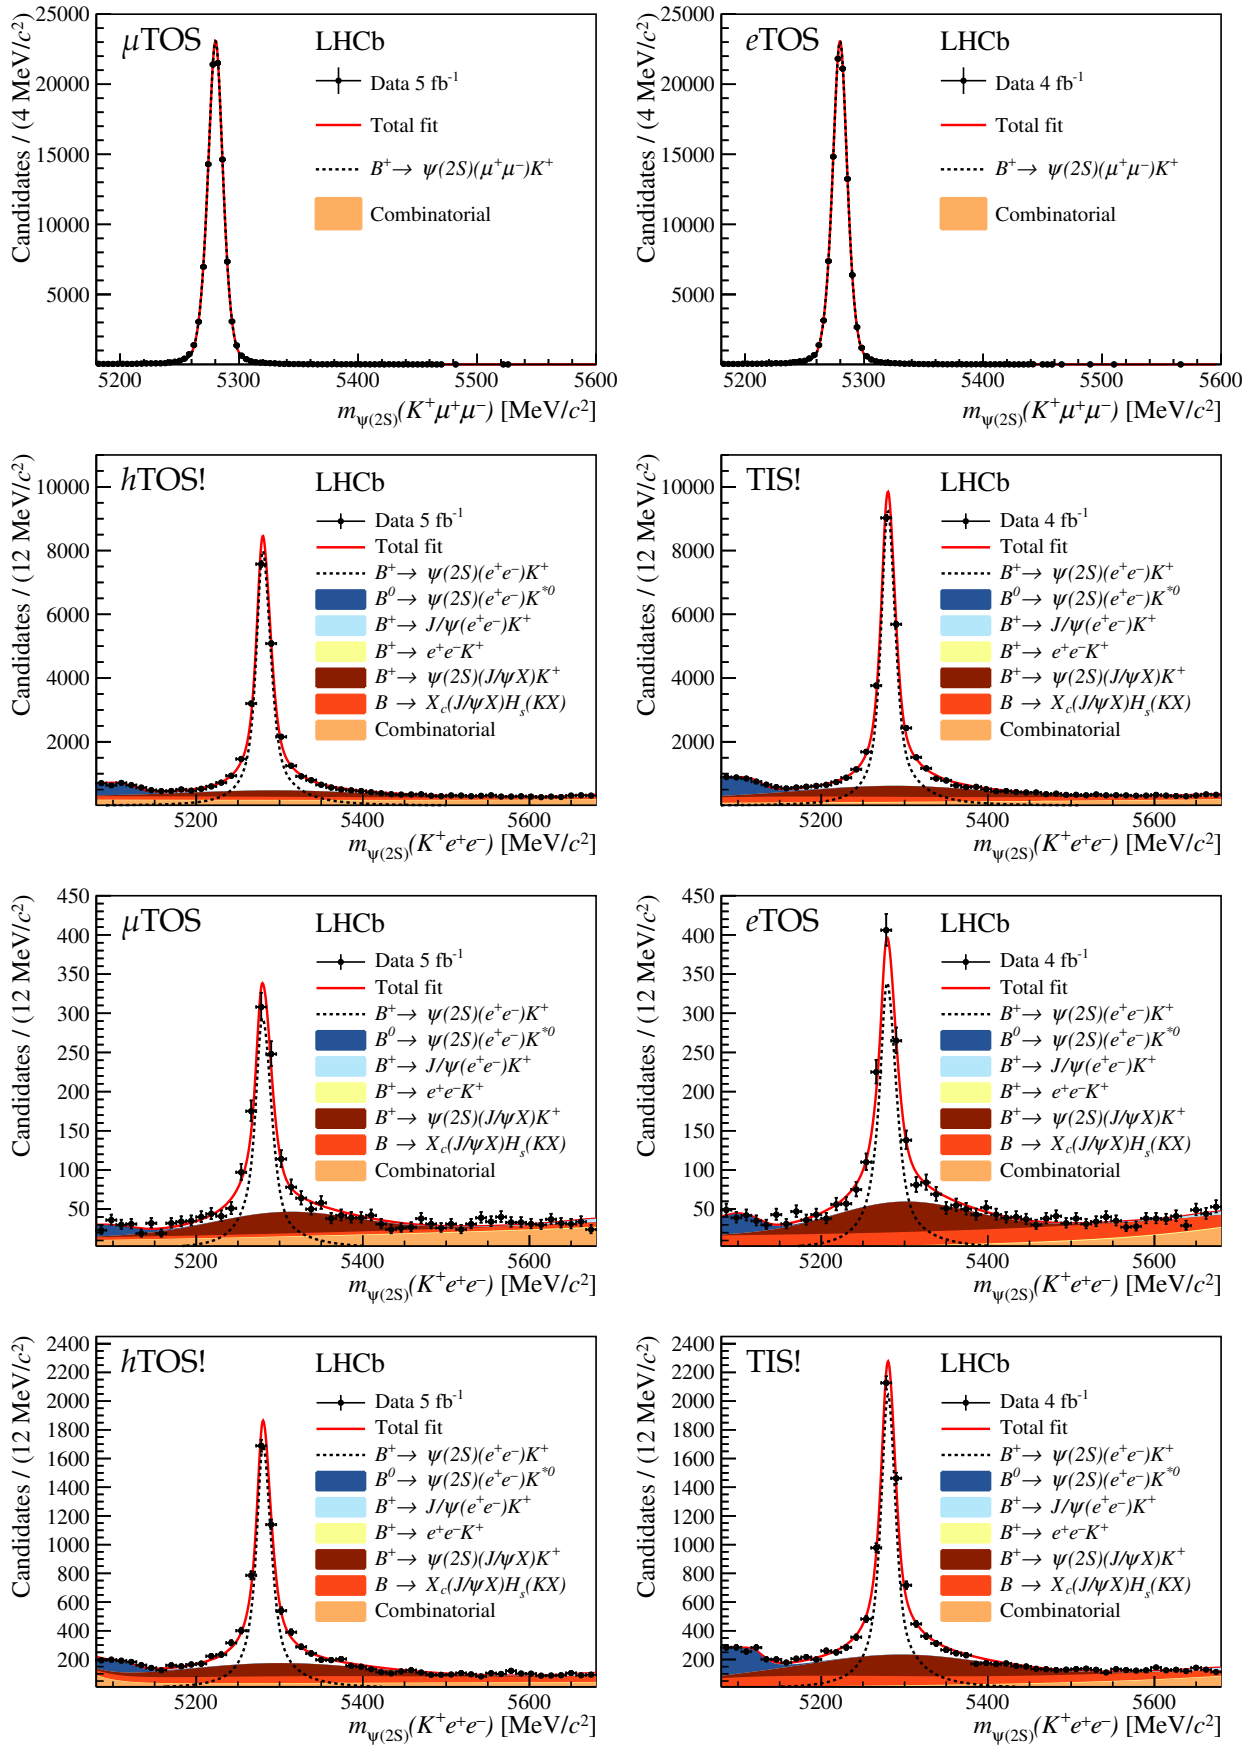 Candidates / (4 MeV/c²)
25000
20000
15000
10000
5000
μTOS
LHCb
Data 5 fb⁻¹
Total fit
B⁺→ ψ(2S)(μ⁺μ⁻)K⁺
Combinatorial
5200 5300 5400 5500 5600
m_ψ(2S)(K⁺μ⁺μ⁻) [MeV/c²]
Candidates / (4 MeV/c²)
25000
20000
15000
10000
5000
eTOS
LHCb
Data 4 fb⁻¹
Total fit
B⁺→ ψ(2S)(μ⁺μ⁻)K⁺
Combinatorial
5200 5300 5400 5500 5600
m_ψ(2S)(K⁺μ⁺μ⁻) [MeV/c²]
Candidates / (12 MeV/c²)
10000
8000
6000
4000
2000
hTOS!
LHCb
Data 5 fb⁻¹
Total fit
B⁺→ ψ(2S)(e⁺e⁻)K⁺
B⁰→ ψ(2S)(e⁺e⁻)K*⁰
B⁺→ J/ψ(e⁺e⁻)K⁺
B⁺→ e⁺e⁻K⁺
B⁺→ ψ(2S)(J/ψX)K⁺
B → X_c(J/ψX)H_s(KX)
Combinatorial
5200 5400 5600
m_ψ(2S)(K⁺e⁺e⁻) [MeV/c²]
Candidates / (12 MeV/c²)
10000
8000
6000
4000
2000
TIS!
LHCb
Data 4 fb⁻¹
Total fit
B⁺→ ψ(2S)(e⁺e⁻)K⁺
B⁰→ ψ(2S)(e⁺e⁻)K*⁰
B⁺→ J/ψ(e⁺e⁻)K⁺
B⁺→ e⁺e⁻K⁺
B⁺→ ψ(2S)(J/ψX)K⁺
B → X_c(J/ψX)H_s(KX)
Combinatorial
5200 5400 5600
m_ψ(2S)(K⁺e⁺e⁻) [MeV/c²]
Candidates / (12 MeV/c²)
450
400
350
300
250
200
150
100
50
μTOS
LHCb
Data 5 fb⁻¹
Total fit
B⁺→ ψ(2S)(e⁺e⁻)K⁺
B⁰→ ψ(2S)(e⁺e⁻)K*⁰
B⁺→ J/ψ(e⁺e⁻)K⁺
B⁺→ e⁺e⁻K⁺
B⁺→ ψ(2S)(J/ψX)K⁺
B → X_c(J/ψX)H_s(KX)
Combinatorial
5200 5400 5600
m_ψ(2S)(K⁺e⁺e⁻) [MeV/c²]
Candidates / (12 MeV/c²)
450
400
350
300
250
200
150
100
50
eTOS
LHCb
Data 4 fb⁻¹
Total fit
B⁺→ ψ(2S)(e⁺e⁻)K⁺
B⁰→ ψ(2S)(e⁺e⁻)K*⁰
B⁺→ J/ψ(e⁺e⁻)K⁺
B⁺→ e⁺e⁻K⁺
B⁺→ ψ(2S)(J/ψX)K⁺
B → X_c(J/ψX)H_s(KX)
Combinatorial
5200 5400 5600
m_ψ(2S)(K⁺e⁺e⁻) [MeV/c²]
Candidates / (12 MeV/c²)
2400
2200
2000
1800
1600
1400
1200
1000
800
600
400
200
hTOS!
LHCb
Data 5 fb⁻¹
Total fit
B⁺→ ψ(2S)(e⁺e⁻)K⁺
B⁰→ ψ(2S)(e⁺e⁻)K*⁰
B⁺→ J/ψ(e⁺e⁻)K⁺
B⁺→ e⁺e⁻K⁺
B⁺→ ψ(2S)(J/ψX)K⁺
B → X_c(J/ψX)H_s(KX)
Combinatorial
5200 5400 5600
m_ψ(2S)(K⁺e⁺e⁻) [MeV/c²]
Candidates / (12 MeV/c²)
2400
2200
2000
1800
1600
1400
1200
1000
800
600
400
200
TIS!
LHCb
Data 4 fb⁻¹
Total fit
B⁺→ ψ(2S)(e⁺e⁻)K⁺
B⁰→ ψ(2S)(e⁺e⁻)K*⁰
B⁺→ J/ψ(e⁺e⁻)K⁺
B⁺→ e⁺e⁻K⁺
B⁺→ ψ(2S)(J/ψX)K⁺
B → X_c(J/ψX)H_s(KX)
Combinatorial
5200 5400 5600
m_ψ(2S)(K⁺e⁺e⁻) [MeV/c²]